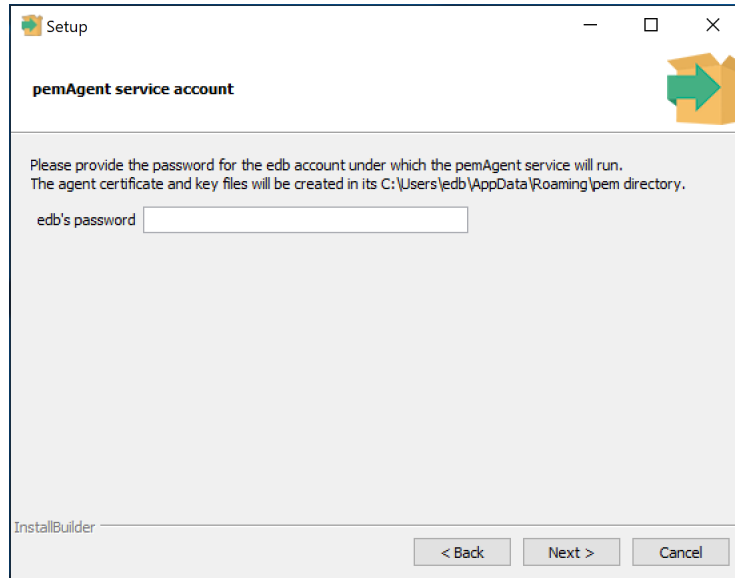 Setup
pemAgent service account
Please provide the password for the edb account under which the pemAgent service will run.
The agent certificate and key files will be created in its C:\Users\edb\AppData\Roaming\pem directory.
edb's password
InstallBuilder
< Back
Next >
Cancel